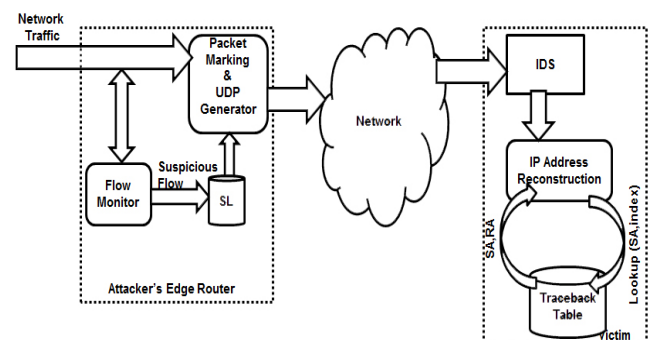 Network
Traffic
Packet
Marking
&
UDP
Generator
Flow
Monitor
Suspicious
Flow
SL
Attacker's Edge Router
Network
IDS
IP Address
Reconstruction
SA,RA
Lookup (SA,index)
Traceback
Table
Victim